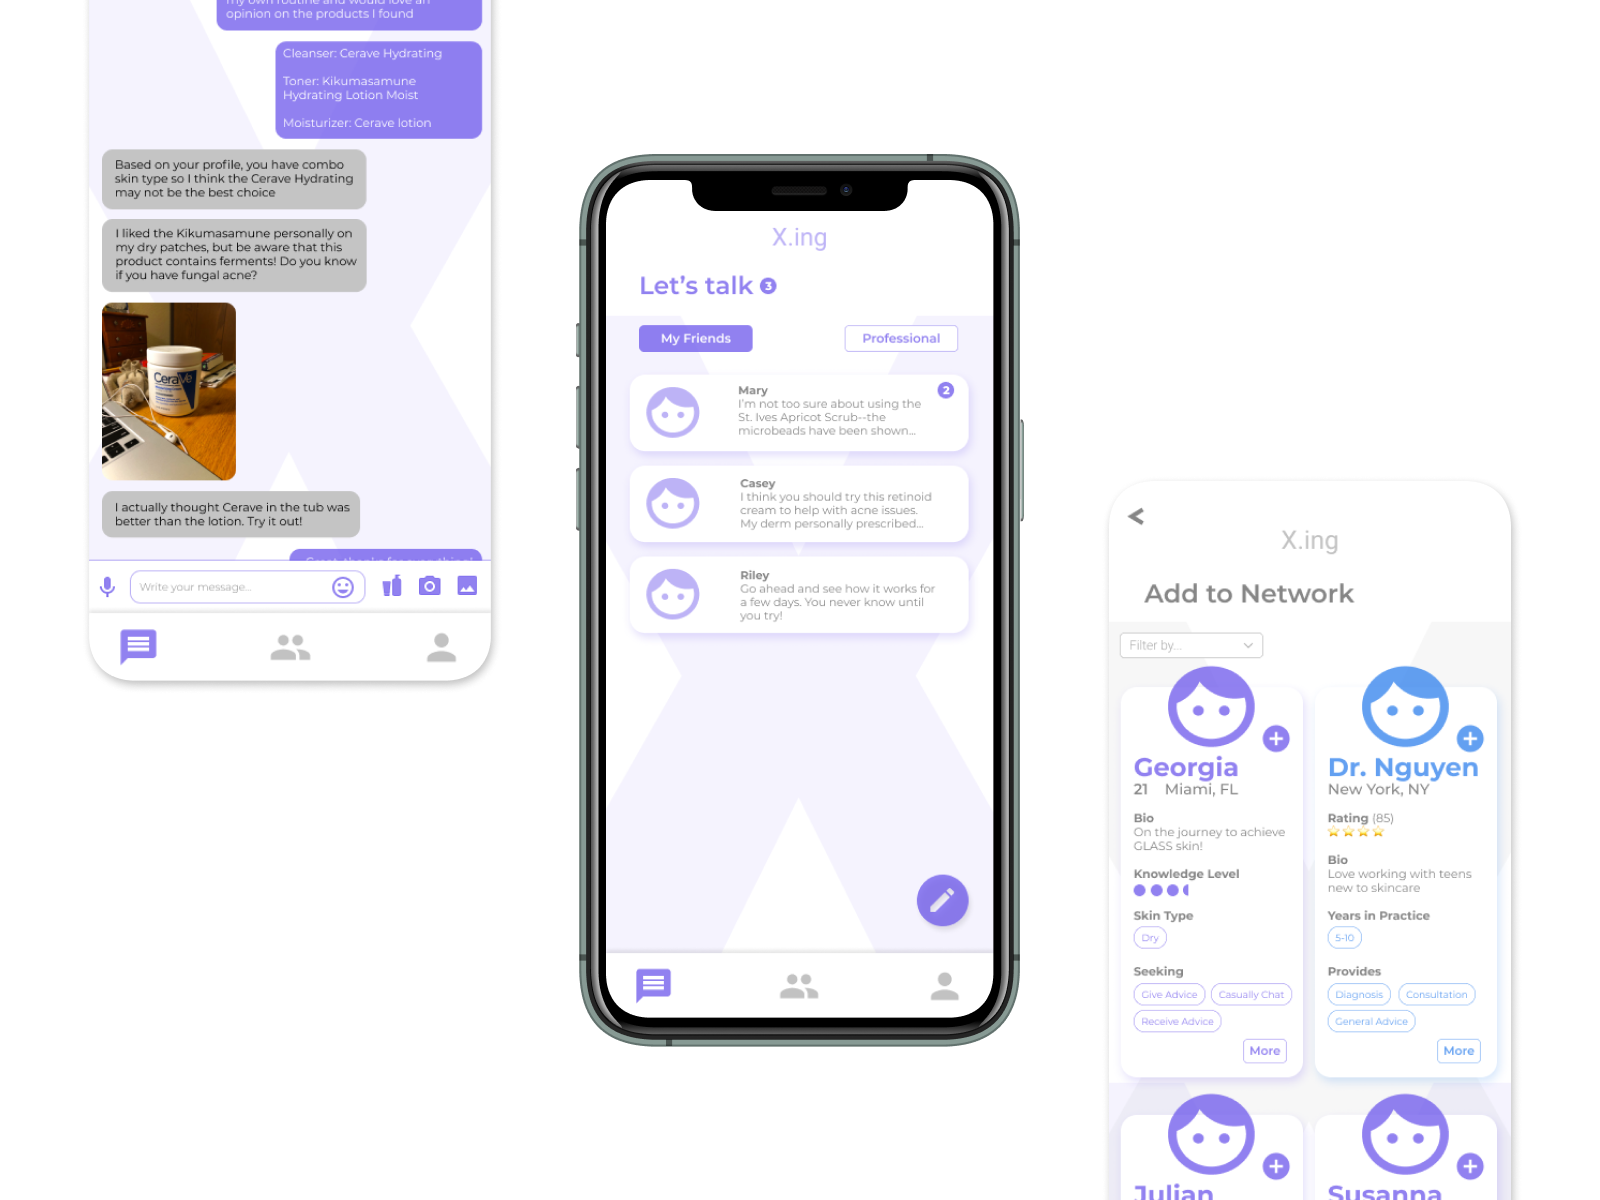 my own routine and would love an
opinion on the products I found
Cleanser: Cerave Hydrating
Toner: Kikumasamune
Hydrating Lotion Moist
Moisturizer: Cerave lotion
Based on your profile, you have combo
skin type so I think the Cerave Hydrating
may not be the best choice
I liked the Kikumasamune personally on
my dry patches, but be aware that this
product contains ferments! Do you know
if you have fungal acne?
CeraVe
I actually thought Cerave in the tub was
better than the lotion. Try it out!
Write your message...
X.ing
Let's talk 3
My Friends
Professional
Mary
2
I'm not too sure about using the
St. Ives Apricot Scrub--the
microbeads have been shown...
Casey
I think you should try this retinoid
cream to help with acne issues.
My derm personally prescribed...
Riley
Go ahead and see how it works for
a few days. You never know until
you try!
<
X.ing
Add to Network
Filter by...
Georgia
21 Miami, FL
Bio
On the journey to achieve
GLASS skin!
Knowledge Level
Skin Type
Dry
Seeking
Give Advice Casually Chat
Receive Advice
More
Dr. Nguyen
New York, NY
Rating (85)
Bio
Love working with teens
new to skincare
Years in Practice
5-10
Provides
Diagnosis Consultation
General Advice
More
Julian
Susanna